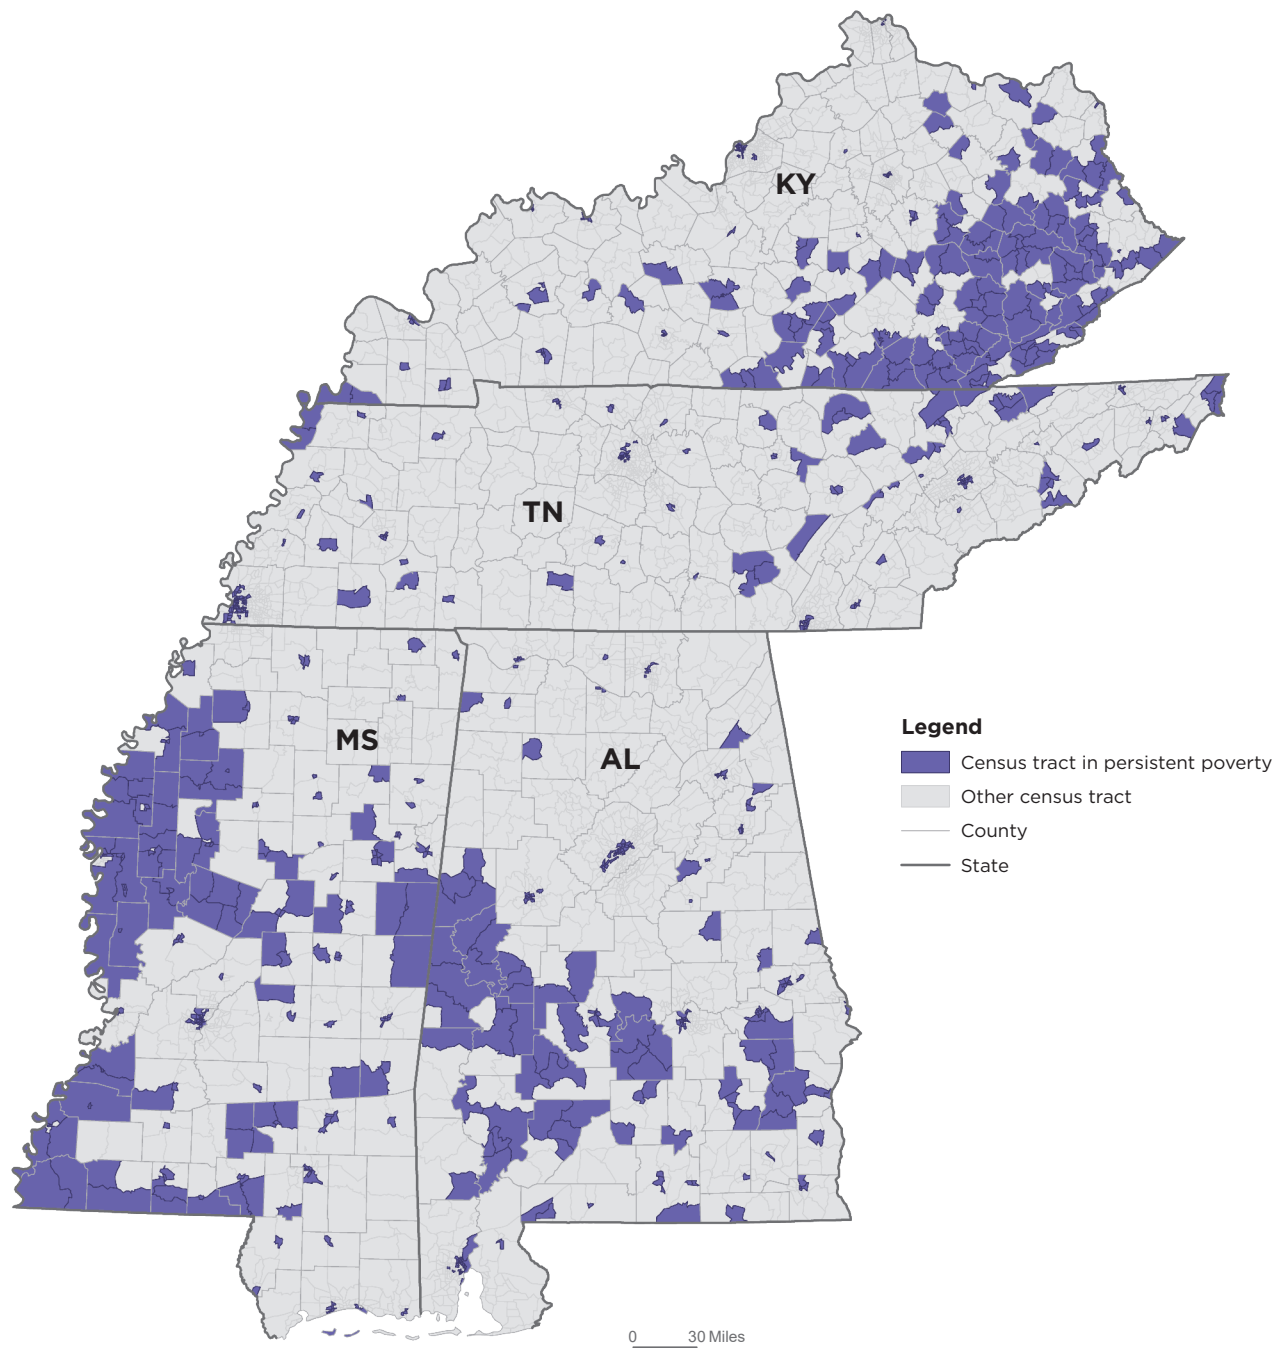 KY
TN
MS
AL
Legend
Census tract in persistent poverty
Other census tract
County
State
0 30 Miles